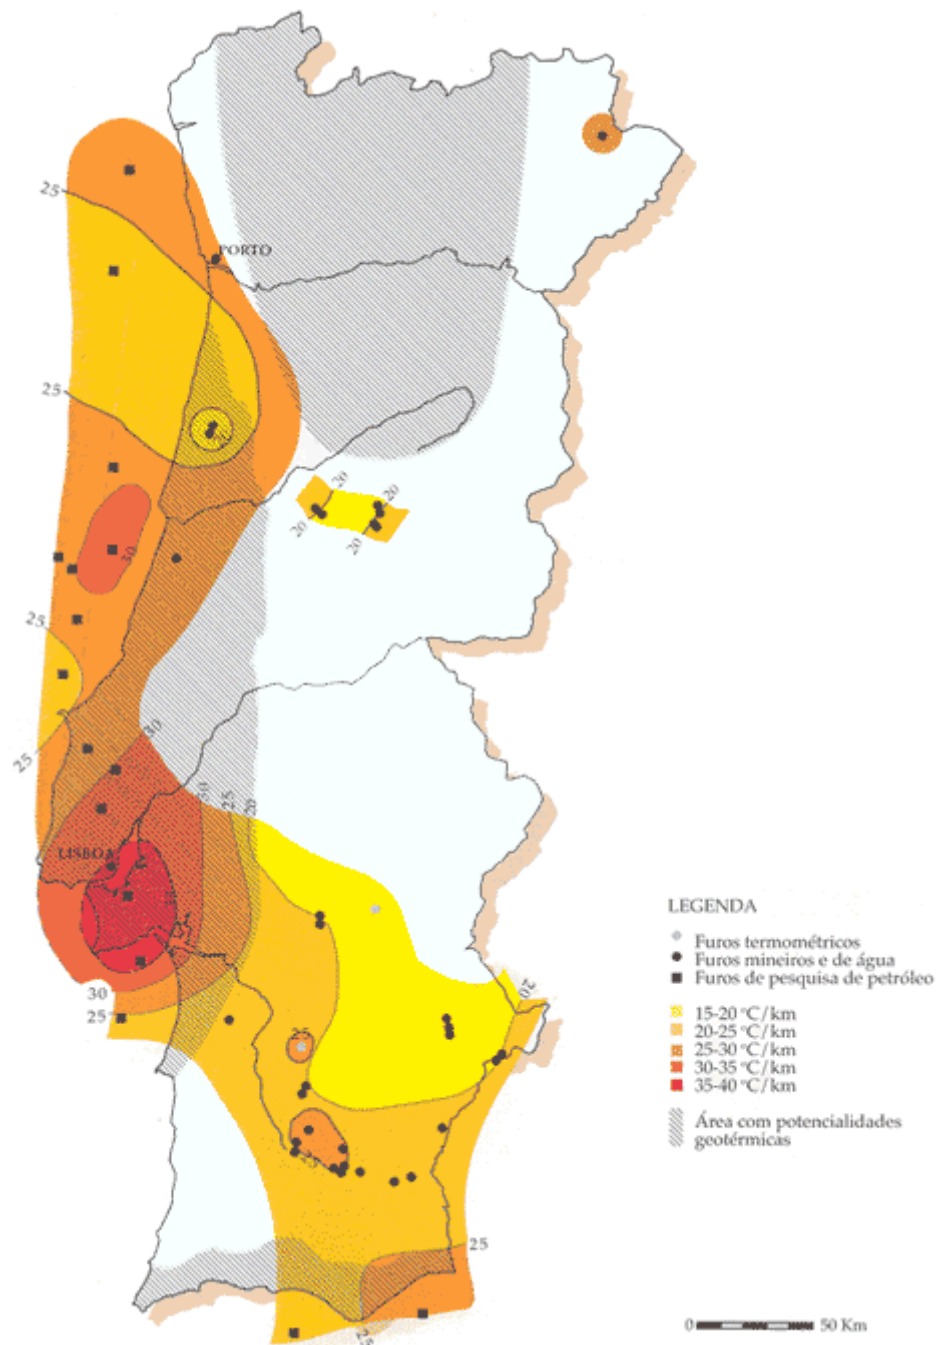 25
PORTO
25
20
20
20
20
30
25
30
25
30
25
20
LISBOA
30
25
20
25
25
25
25
LEGENDA
Furos termométricos
Furos mineiros e de água
Furos de pesquisa de petróleo
15-20 °C/km
20-25 °C/km
25-30 °C/km
30-35 °C/km
35-40 °C/km
Área com potencialidades
geotérmicas
0 50 Km